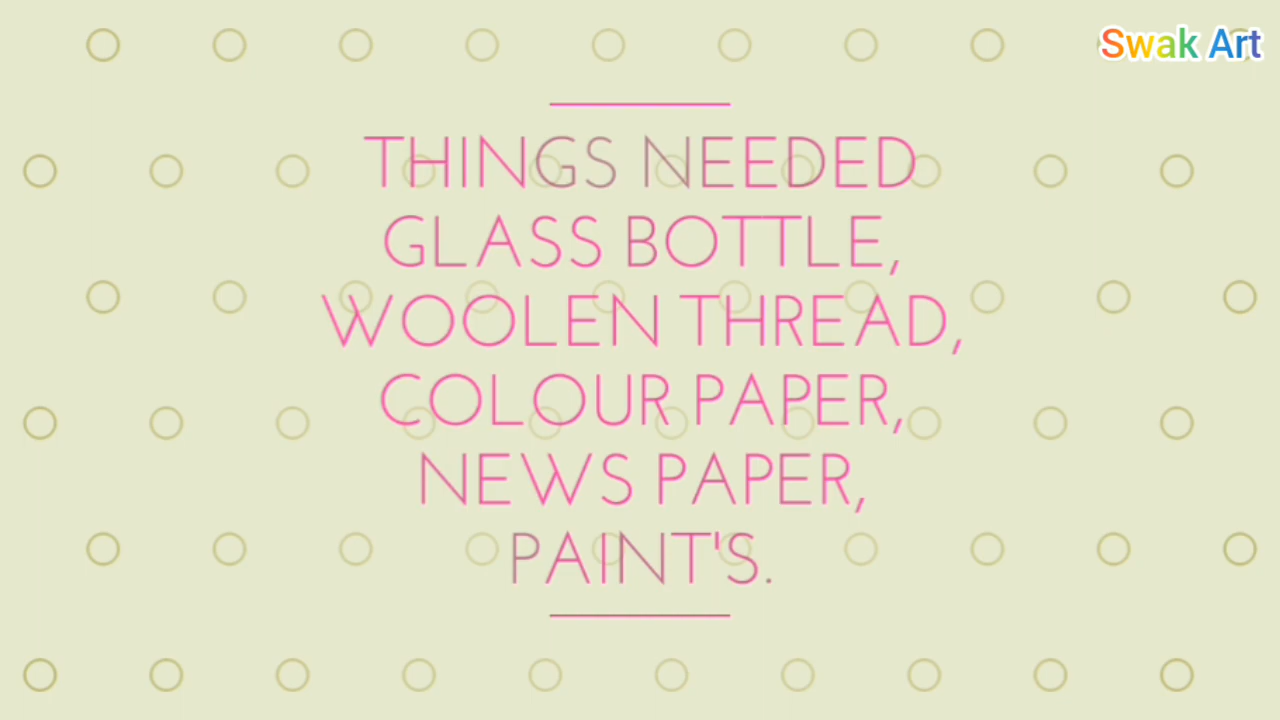 Swak Art
THINGS NEEDED
GLASS BOTTLE,
WOOLEN THREAD,
COLOUR PAPER,
NEWS PAPER,
PAINT'S.